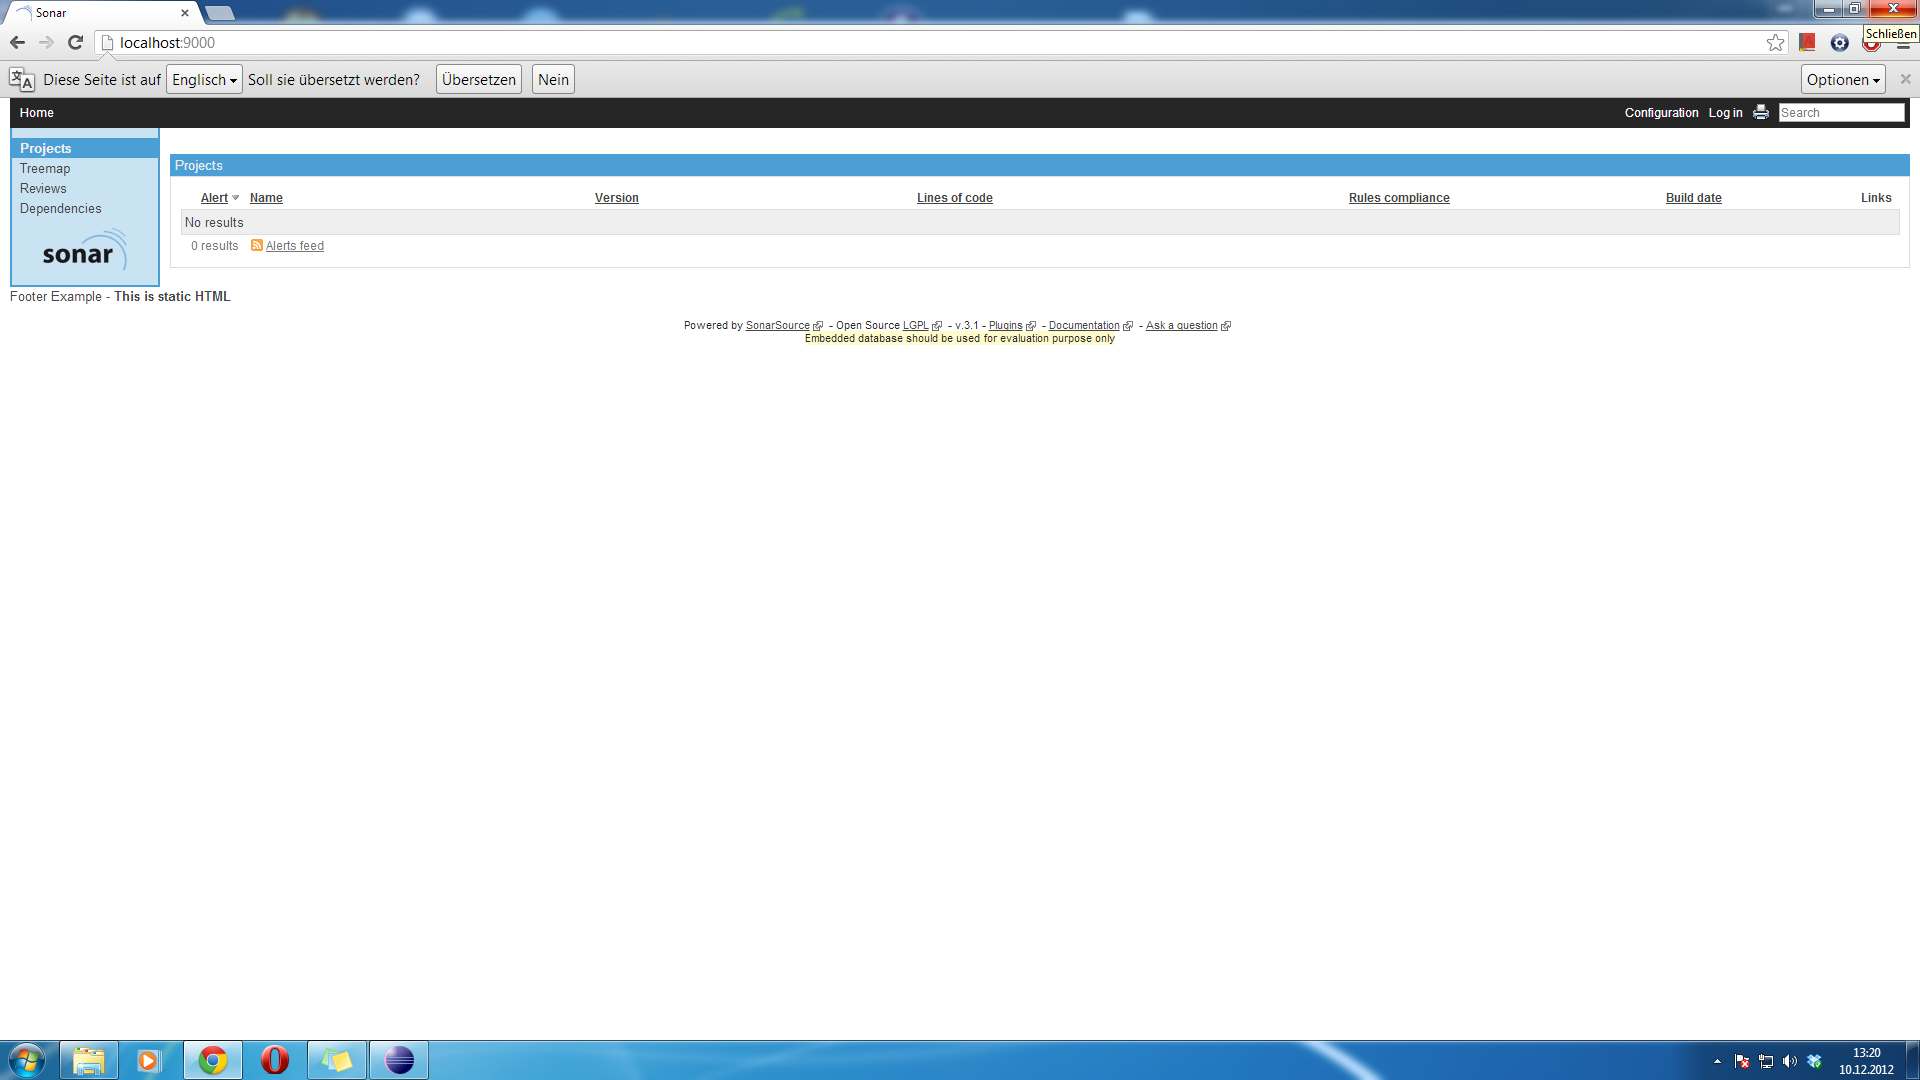 Sonar
localhost:9000
Schließen
Diese Seite ist auf Englisch Soll sie übersetzt werden? Übersetzen Nein Optionen
Home Configuration Log in Search
Projects
Treemap
Reviews
Dependencies
sonar
Projects
Alert Name Version Lines of code Rules compliance Build date Links
No results
0 results Alerts feed
Footer Example - This is static HTML
Powered by SonarSource - Open Source LGPL - v.3.1 - Plugins - Documentation - Ask a question
Embedded database should be used for evaluation purpose only
13:20
10.12.2012